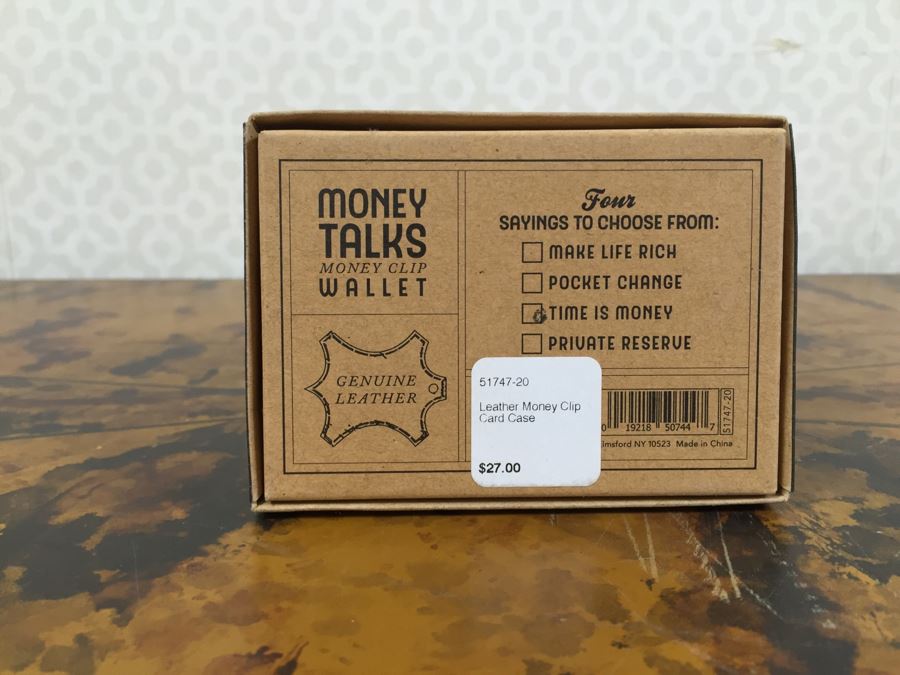 MONEY
TALKS
MONEY CLIP
WALLET
GENUINE
LEATHER
Four
SAYINGS TO CHOOSE FROM:
MAKE LIFE RICH
POCKET CHANGE
TIME IS MONEY
PRIVATE RESERVE
51747-20
Leather Money Clip
Card Case
$27.00
0 19218 50744 7
51747-20
NY 10523 Made in China